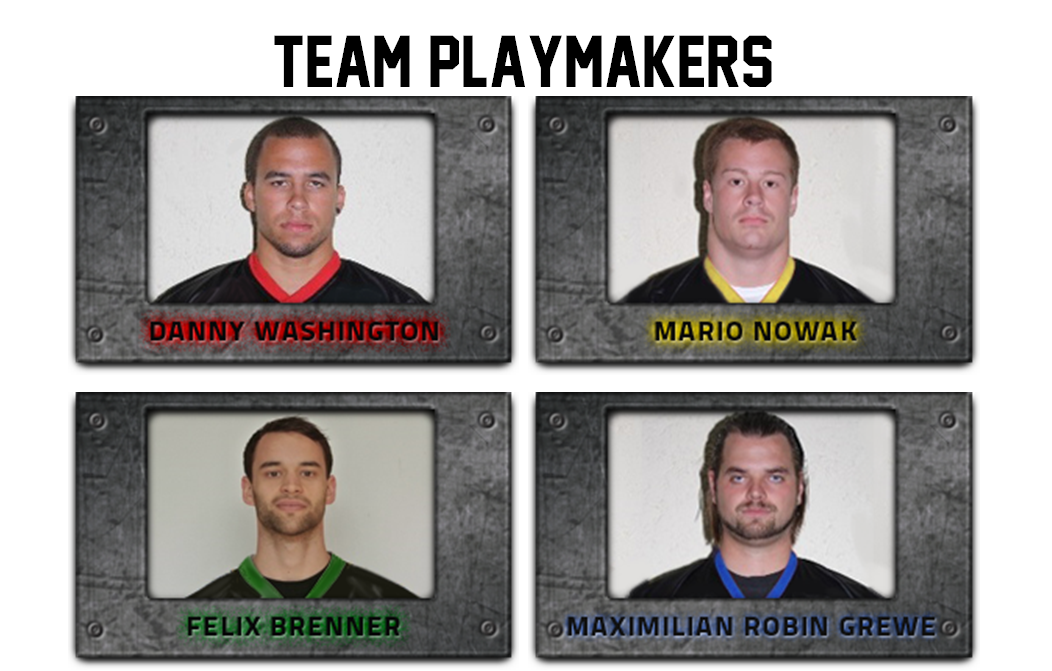 TEAM PLAYMAKERS
DANNY WASHINGTON
MARIO NOWAK
FELIX BRENNER
MAXIMILIAN ROBIN GREWE